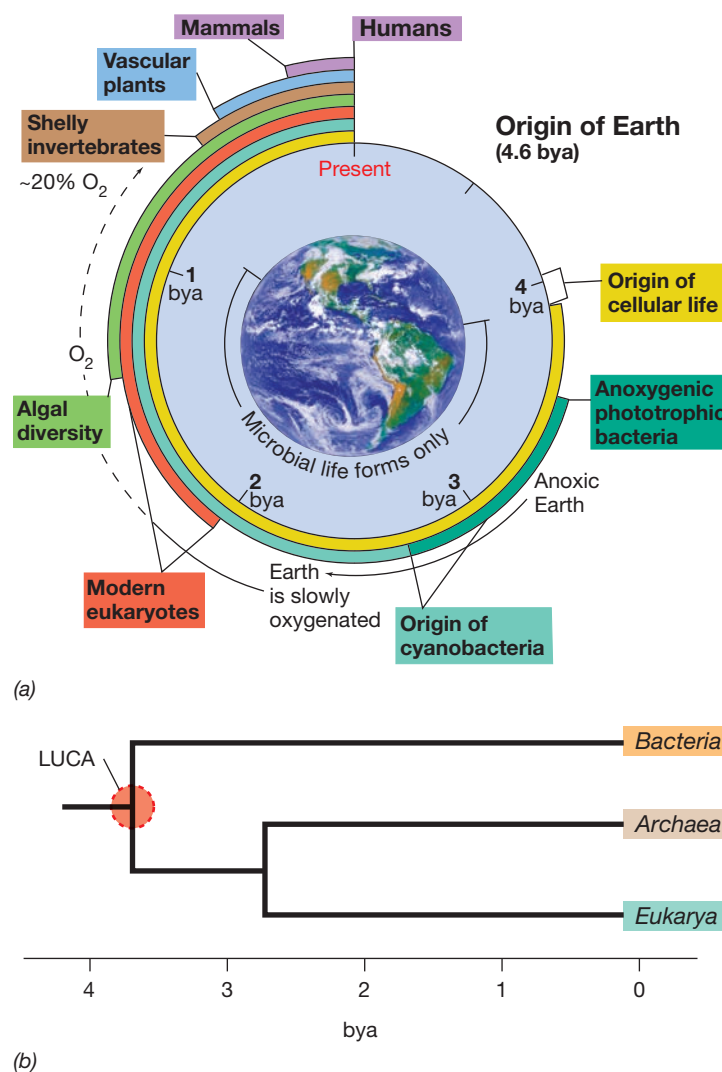 Mammals
Humans
Vascular
plants
Shelly
invertebrates
~20% O2
Origin of Earth
(4.6 bya)
Present
1
bya
4
bya
Origin of
cellular life
O2
Algal
diversity
Anoxygenic
phototrophic
bacteria
Microbial life forms only
2
bya
3
bya
Anoxic
Earth
Modern
eukaryotes
Earth
is slowly
oxygenated
Origin of
cyanobacteria
(a)
LUCA
Bacteria
Archaea
Eukarya
4 3 2 1 0
bya
(b)